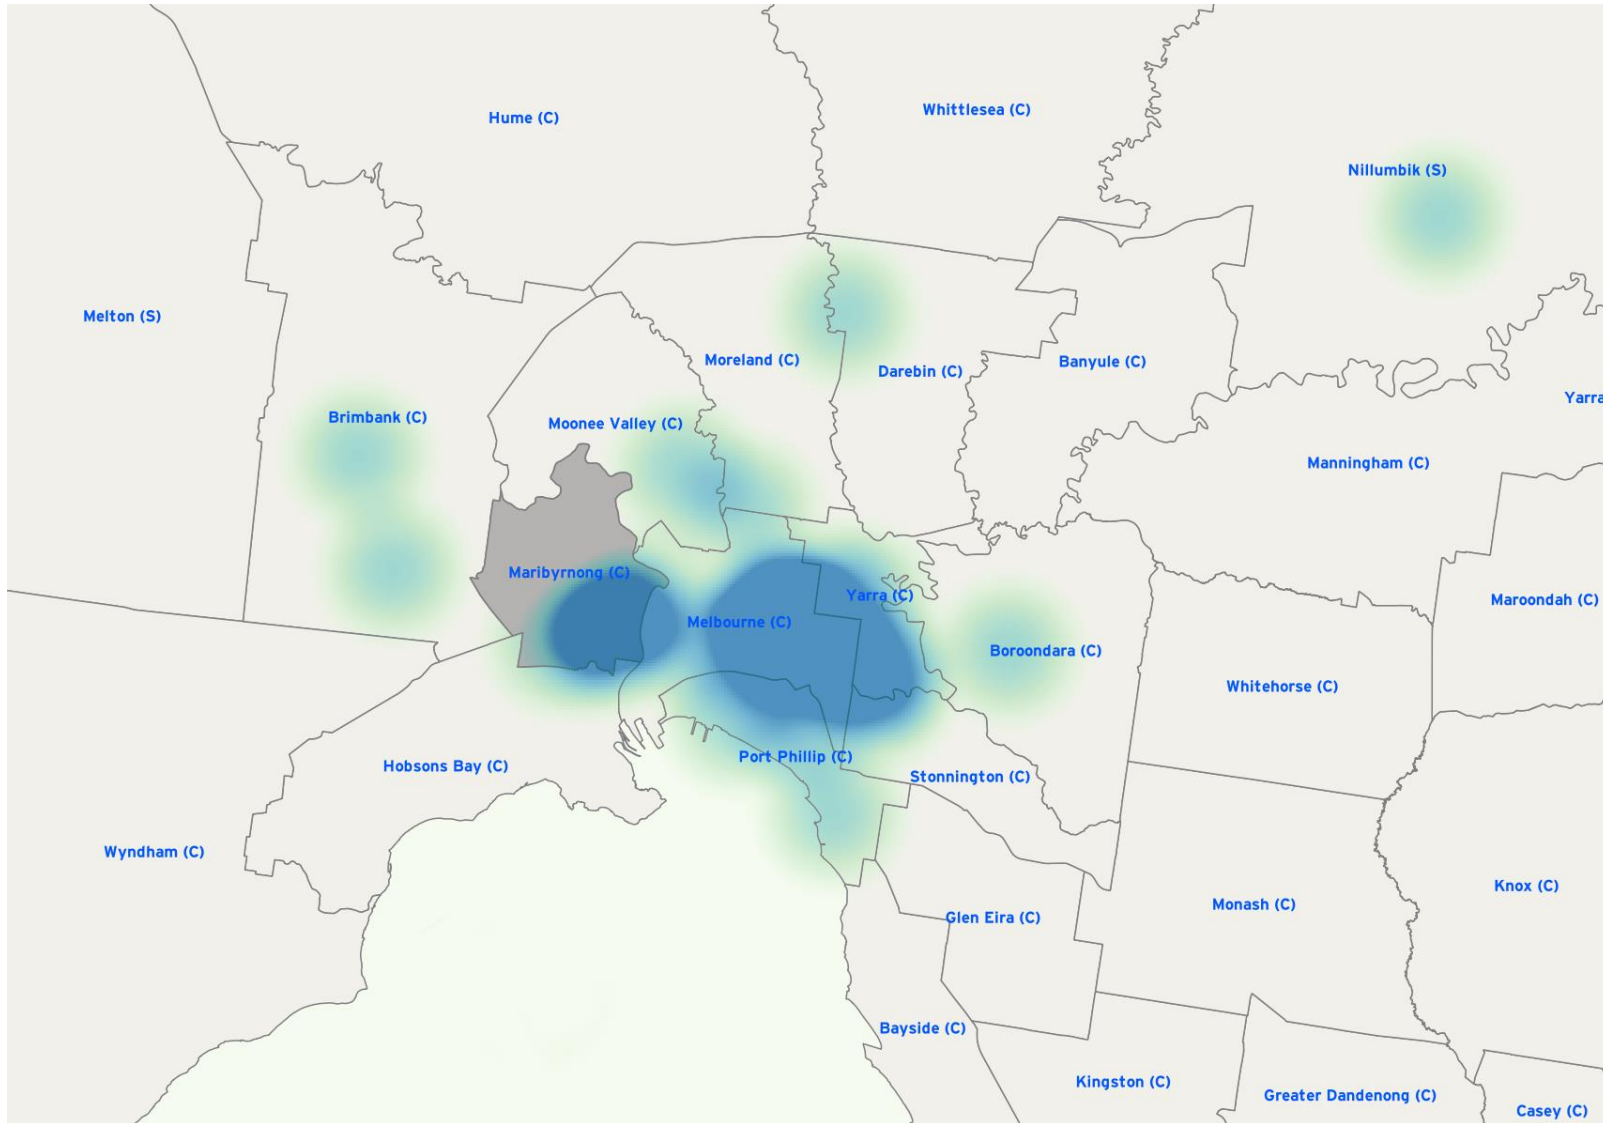 Whittlesea (C)
Hume (C)
Nillumbik (S)
Melton (S)
Moreland (C)
Banyule (C)
Darebin (C)
Yarra
Brimbank (C)
Moonee Valley (C)
Manningham (C)
Maribyrnong (C)
Yarra (C)
Maroondah (C)
Melbourne (C)
Boroondara (C)
Whitehorse (C)
Port Phillip (C)
Hobsons Bay (C)
Stonnington (C)
Wyndham (C)
Knox (C)
Monash (C)
Glen Eira (C)
Bayside (C)
Kingston (C)
Greater Dandenong (C)
Casey (C)